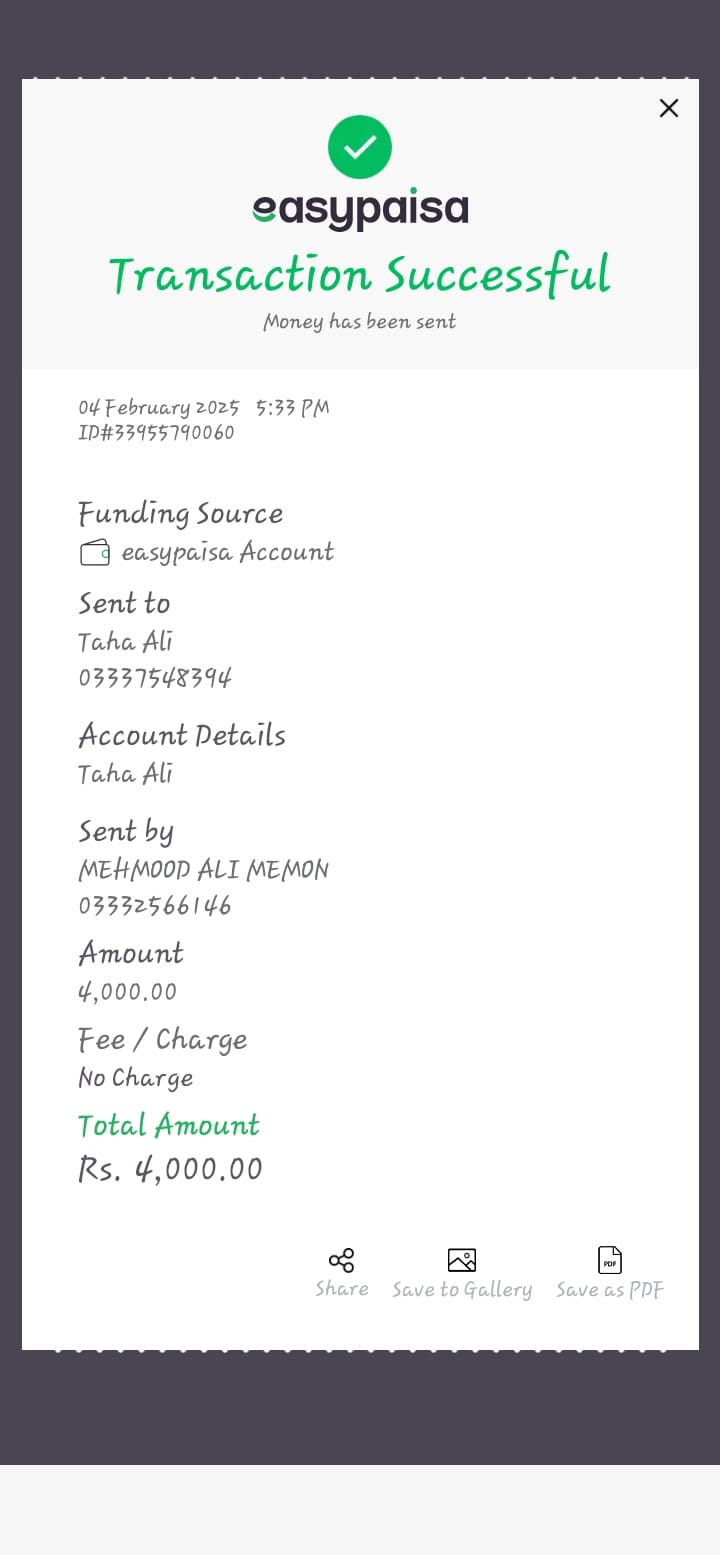 easypaisa
Transaction Successful
Money has been sent
04 February 2025 5:33 PM
ID#33955790060
Funding Source
easypaisa Account
Sent to
Taha Ali
03337548394
Account Details
Taha Ali
Sent by
MEHMOOD ALI MEMON
03332566146
Amount
4,000.00
Fee / Charge
No Charge
Total Amount
Rs. 4,000.00
PDF
Share Save to Gallery Save as PDF